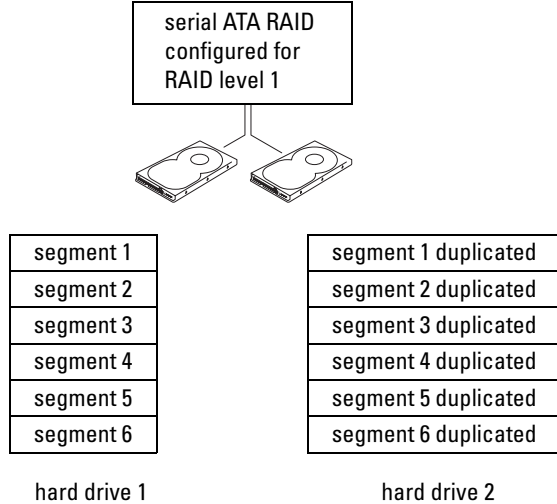 serial ATA RAID
configured for
RAID level 1
segment 1
segment 2
segment 3
segment 4
segment 5
segment 6
hard drive 1
segment 1 duplicated
segment 2 duplicated
segment 3 duplicated
segment 4 duplicated
segment 5 duplicated
segment 6 duplicated
hard drive 2